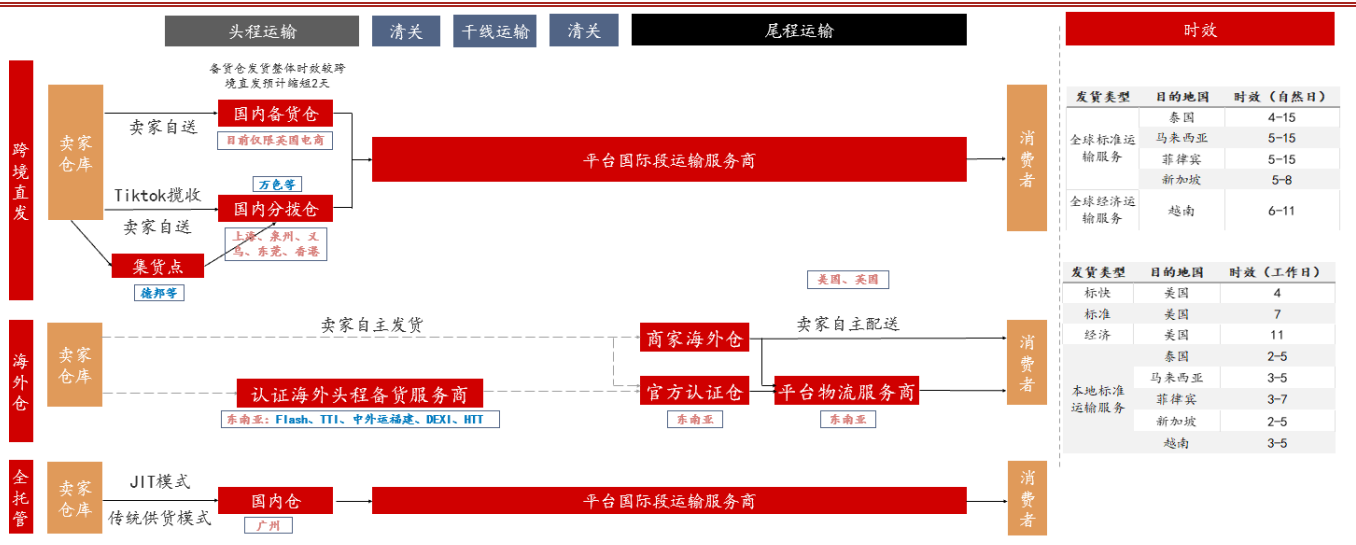 头程运输
清关
干线运输
清关
尾程运输
时效
跨境直发
备货仓发货整体时效较跨
境直发预计缩短2天
卖家
仓库
卖家自送
国内备货仓
目前仅限英国电商
Tiktok揽收
卖家自送
万色等
国内分拨仓
上海、泉州、义
乌、东莞、香港
集货点
德邦等
平台国际段运输服务商
消费者
美国、英国
海外仓
卖家
仓库
卖家自主发货
商家海外仓
卖家自主配送
认证海外头程备货服务商
东南亚：Flash、TTI、中外运福建、DEXI、HTT
官方认证仓
东南亚
平台物流服务商
东南亚
消费者
全托管
卖家
仓库
JIT模式
传统供货模式
国内仓
广州
平台国际段运输服务商
消费者
发货类型 目的地国 时效（自然日）
全球标准运
输服务
泰国 4-15
马来西亚 5-15
菲律宾 5-15
新加坡 5-8
全球经济运
输服务
越南 6-11
发货类型 目的地国 时效（工作日）
标快 美国 4
标准 美国 7
经济 美国 11
本地标准
运输服务
泰国 2-5
马来西亚 3-5
菲律宾 3-7
新加坡 2-5
越南 3-5